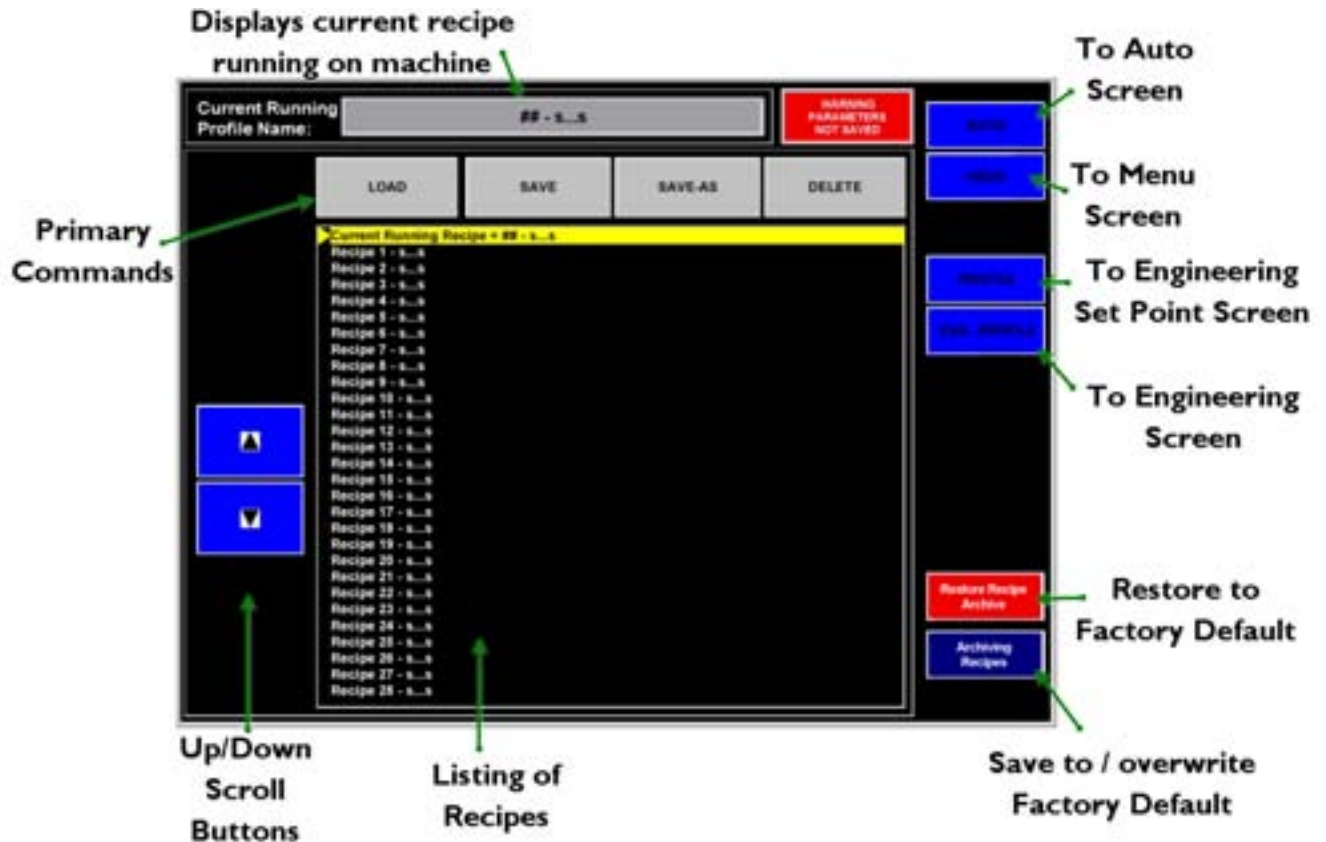 Displays current recipe
running on machine
To Auto
Screen
Current Running
Profile Name:
## - s...s
WARNING
PARAMETERS
NOT SAVED
AUTO
MENU
To Menu
Screen
LOAD
SAVE
SAVE-AS
DELETE
Primary
Commands
Current Running Recipe = ## - s...s
Recipe 1 - s...s
Recipe 2 - s...s
Recipe 3 - s...s
Recipe 4 - s...s
Recipe 5 - s...s
Recipe 6 - s...s
Recipe 7 - s...s
Recipe 8 - s...s
Recipe 9 - s...s
Recipe 10 - s...s
Recipe 11 - s...s
Recipe 12 - s...s
Recipe 13 - s...s
Recipe 14 - s...s
Recipe 15 - s...s
Recipe 16 - s...s
Recipe 17 - s...s
Recipe 18 - s...s
Recipe 19 - s...s
Recipe 20 - s...s
Recipe 21 - s...s
Recipe 22 - s...s
Recipe 23 - s...s
Recipe 24 - s...s
Recipe 25 - s...s
Recipe 26 - s...s
Recipe 27 - s...s
Recipe 28 - s...s
To Engineering
Set Point Screen
To Engineering
Screen
Restore Recipe
Archive
Restore to
Factory Default
Archiving
Recipes
Up/Down
Scroll
Buttons
Listing of
Recipes
Save to / overwrite
Factory Default